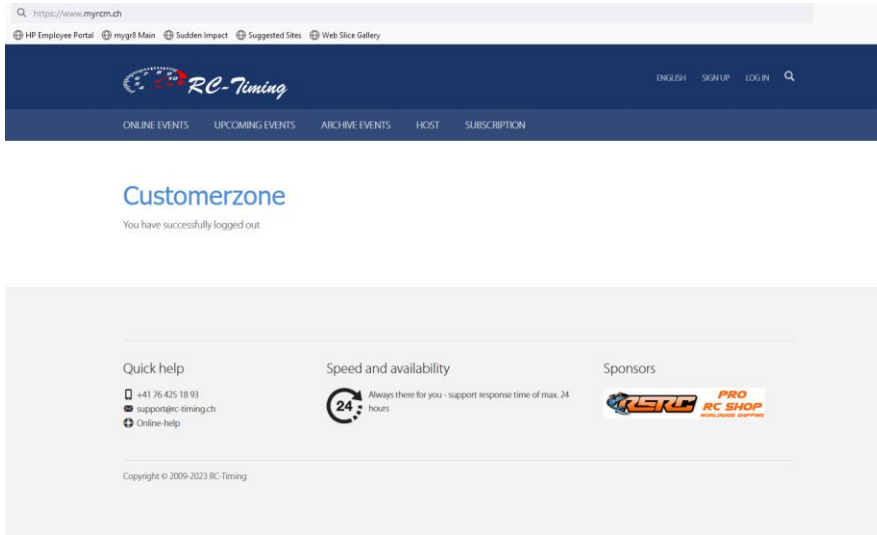 https://www.myrcm.ch
HP Employee Portal mygr8 Main Sudden Impact Suggested Sites Web Slice Gallery
RC-Timing
ENGLISH SIGN UP LOG IN
ONLINE EVENTS UPCOMING EVENTS ARCHIVE EVENTS HOST SUBSCRIPTION
Customerzone
You have successfully logged out
Quick help
+41 76 425 18 93
support@rc-timing.ch
Online-help
Speed and availability
24
Always there for you - support response time of max. 24
hours
Sponsors
RSRC
PRO
RC SHOP
WORLDWIDE SHIPPING
Copyright © 2009-2023 RC-Timing